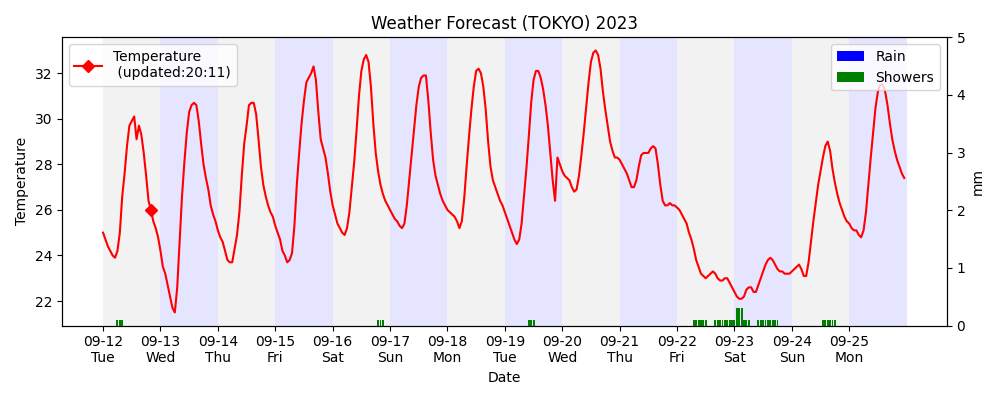 Weather Forecast (TOKYO) 2023
Temperature
(updated:20:11)
Rain
Showers
Temperature
32
30
28
26
24
22
5
4
3
2
1
0
mm
09-12 09-13 09-14 09-15 09-16 09-17 09-18 09-19 09-20 09-21 09-22 09-23 09-24 09-25
Tue Wed Thu Fri Sat Sun Mon Tue Wed Thu Fri Sat Sun Mon
Date